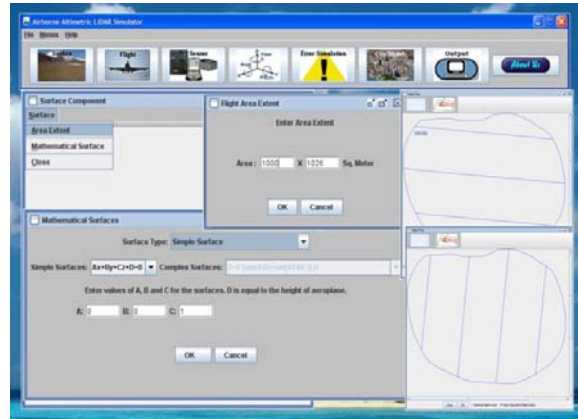 Airborne Altimetric LiDAR Simulator
File Menus Help
Surface
Flight
Sensor
Error Simulation
Output
About Us
Surface Component
Surface
Area Extent
Mathematical Surface
Close
Flight Area Extent
Enter Area Extent
Area : 1000 X 1026 Sq. Meter
OK Cancel
Mathematical Surfaces
Surface Type: Simple Surface
Simple Surfaces: Ax+By+Cz+D=0 Complex Surfaces:
Enter values of A, B and C for the surfaces. D is equal to the height of aeroplane.
A: 0 B: 0 C: 1
OK Cancel